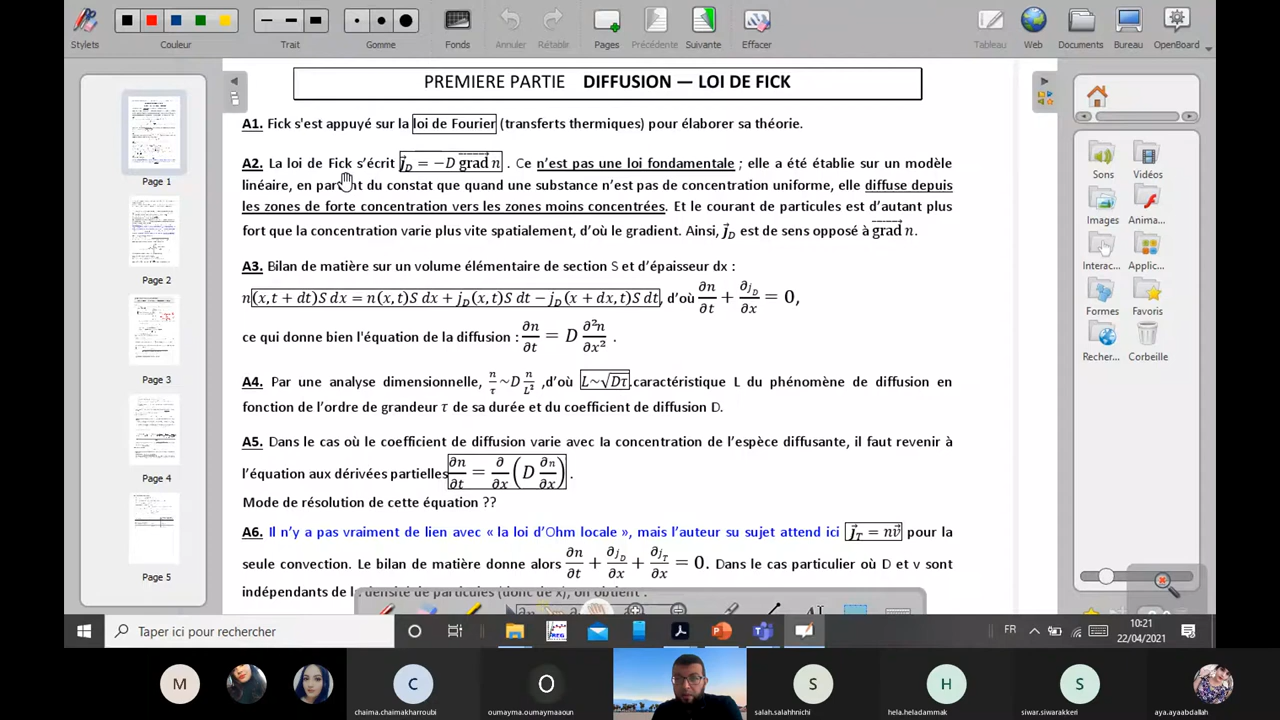 Stylets Couleur Trait Gomme Fonds Annuler Rétablir Pages Précédente Suivante Effacer Tableau Web Documents Bureau OpenBoard
PREMIERE PARTIE DIFFUSION — LOI DE FICK
A1. Fick s'est appuyé sur la loi de Fourier (transferts thermiques) pour élaborer sa théorie.
A2. La loi de Fick s'écrit j⃗_D = −D grad n . Ce n'est pas une loi fondamentale ; elle a été établie sur un modèle
linéaire, en partant du constat que quand une substance n'est pas de concentration uniforme, elle diffuse depuis
les zones de forte concentration vers les zones moins concentrées. Et le courant de particules est d'autant plus
fort que la concentration varie plus vite spatialement, d'où le gradient. Ainsi, j⃗_D est de sens opposé à grad n.
A3. Bilan de matière sur un volume élémentaire de section S et d'épaisseur dx :
n(x, t + dt)S dx = n(x, t)S dx + j_D(x, t)S dt − j_D(x + dx, t)S dt, d'où ∂n/∂t + ∂j_D/∂x = 0,
ce qui donne bien l'équation de la diffusion : ∂n/∂t = D ∂²n/∂x² .
A4. Par une analyse dimensionnelle, n/τ ~ D n/L² ,d'où L~√Dτ.caractéristique L du phénomène de diffusion en
fonction de l'ordre de grandeur τ de sa durée et du coefficient de diffusion D.
A5. Dans le cas où le coefficient de diffusion varie avec la concentration de l'espèce diffusante, il faut revenir à
l'équation aux dérivées partielles ∂n/∂t = ∂/∂x (D ∂n/∂x) .
Mode de résolution de cette équation ??
A6. Il n'y a pas vraiment de lien avec « la loi d'Ohm locale », mais l'auteur su sujet attend ici j⃗_T = nv⃗ pour la
seule convection. Le bilan de matière donne alors ∂n/∂t + ∂j_D/∂x + ∂j_T/∂x = 0. Dans le cas particulier où D et v sont
indépendants de la densité de particules (donc de x), on obtient :
Page 1
Page 2
Page 3
Page 4
Page 5
Sons Vidéos
Images Anima...
Interac... Applic...
Formes Favoris
Recher... Corbeille
Taper ici pour rechercher
FR 10:21
22/04/2021
M C O S H S
chaima.chaimakharroubi oumayma.oumaymaaoun salah.salahhnichi hela.heladammak siwar.siwarakkeri aya.ayaabdallah